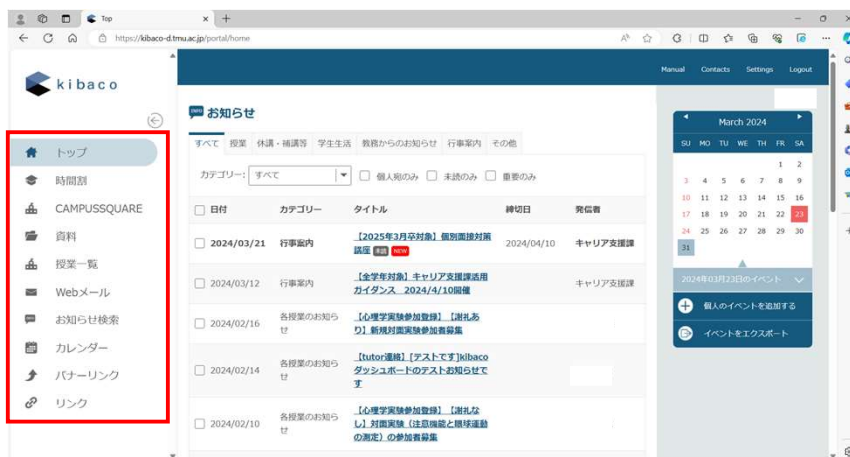 Top
https://kibaco-d.tmu.ac.jp/portal/home
kibaco
Manual Contacts Settings Logout
トップ
時間割
CAMPUSSQUARE
資料
授業一覧
Webメール
お知らせ検索
カレンダー
バナーリンク
リンク
INFO お知らせ
すべて 授業 休講・補講等 学生生活 教務からのお知らせ 行事案内 その他
カテゴリー: すべて 個人宛のみ 未読のみ 重要のみ
日付 カテゴリー タイトル 締切日 発信者
2024/03/21 行事案内 【2025年3月卒対象】個別面接対策
講座 未読 NEW 2024/04/10 キャリア支援課
2024/03/12 行事案内 【全学年対象】キャリア支援課活用
ガイダンス 2024/4/10開催 キャリア支援課
2024/02/16 各授業のお知ら
せ 【心理学実験参加登録】【謝礼あ
り】新規対面実験参加者募集
2024/02/14 各授業のお知ら
せ 【tutor連絡】[テストです]kibaco
ダッシュボードのテストお知らせで
す
2024/02/10 各授業のお知ら
せ 【心理学実験参加登録】【謝礼な
し】対面実験（注意機能と眼球運動
の測定）の参加者募集
March 2024
SU MO TU WE TH FR SA
1 2
3 4 5 6 7 8 9
10 11 12 13 14 15 16
17 18 19 20 21 22 23
24 25 26 27 28 29 30
31
2024年03月23日のイベント
個人のイベントを追加する
イベントをエクスポート